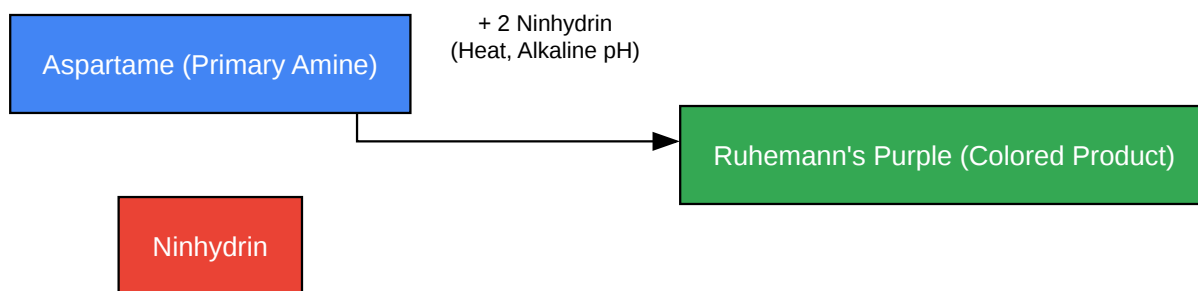 Aspartame (Primary Amine)
+ 2 Ninhydrin
(Heat, Alkaline pH)
Ruhemann's Purple (Colored Product)
Ninhydrin